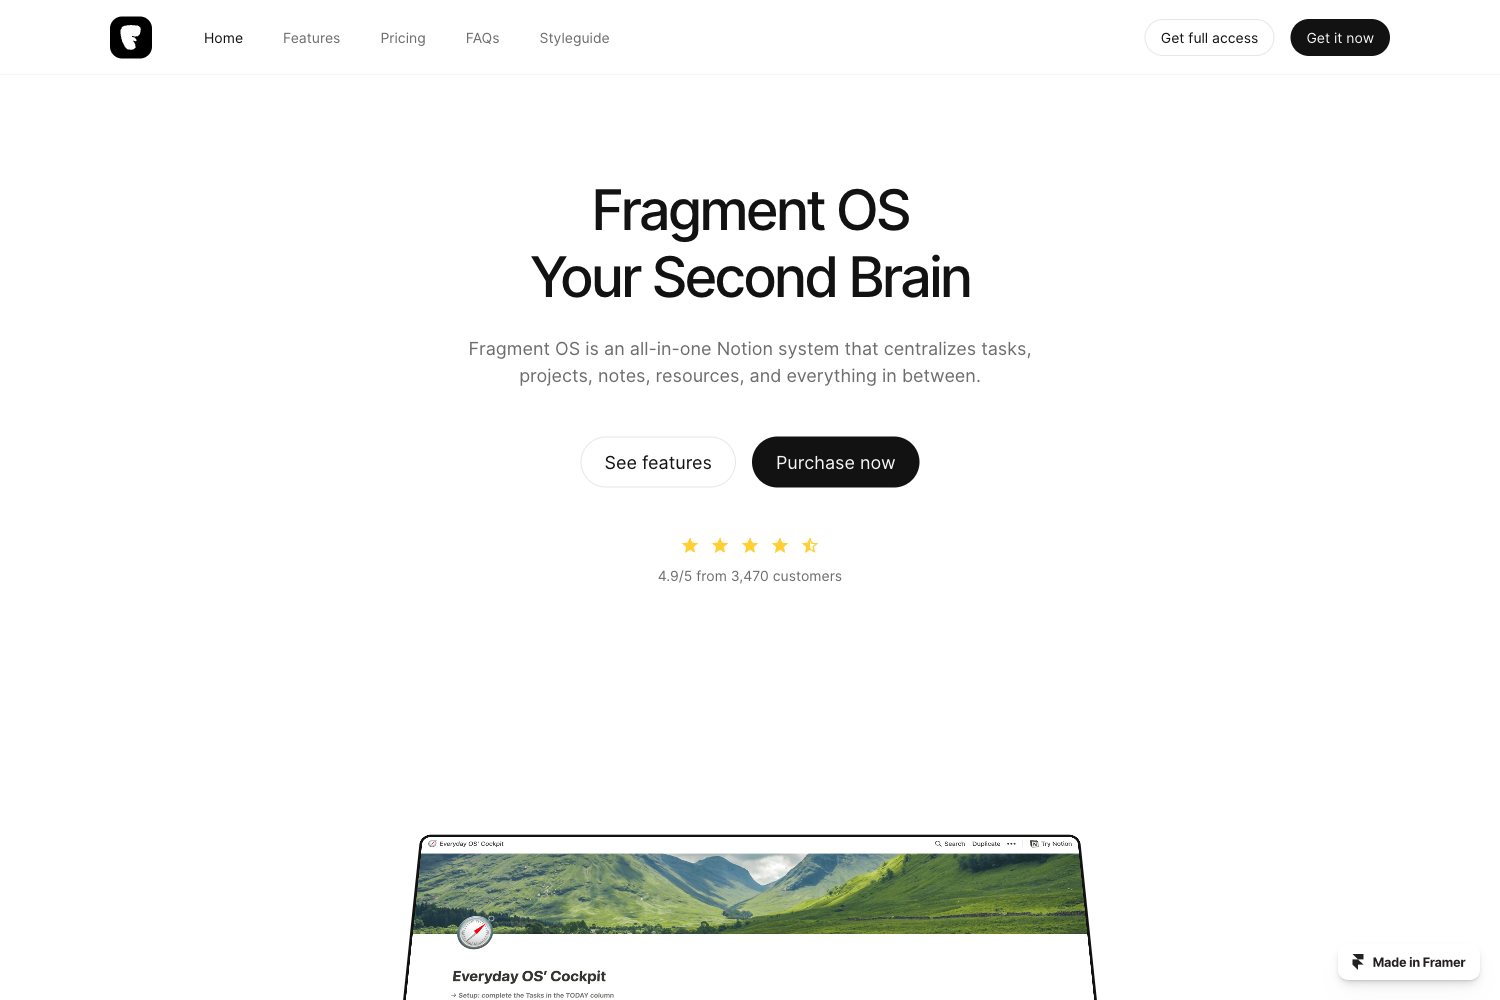 Home
Features
Pricing
FAQs
Styleguide
Get full access
Get it now
Fragment OS
Your Second Brain
Fragment OS is an all-in-one Notion system that centralizes tasks,
projects, notes, resources, and everything in between.
See features
Purchase now
4.9/5 from 3,470 customers
Everyday OS' Cockpit
Search
Duplicate
•••
Try Notion
Everyday OS’ Cockpit
→ Setup: complete the Tasks in the TODAY column
Made in Framer